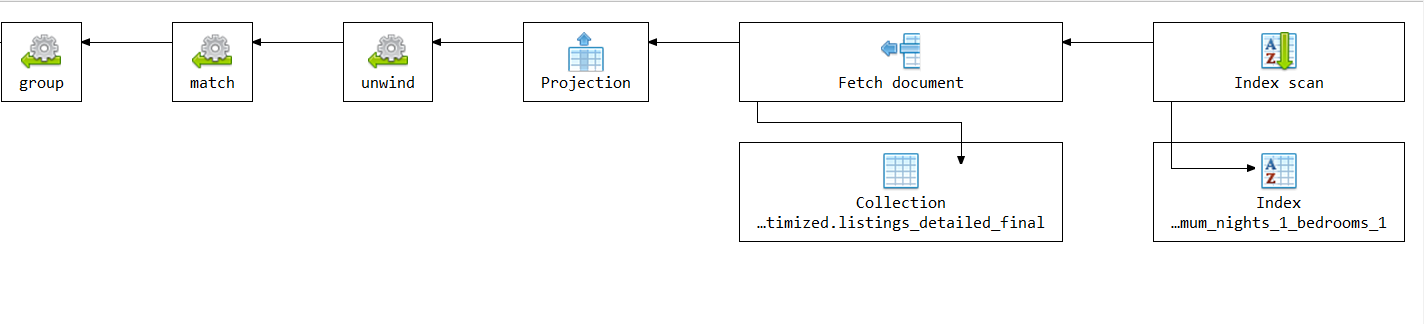 group
match
unwind
Projection
Fetch document
Index scan
Collection
…timized.listings_detailed_final
Index
…mum_nights_1_bedrooms_1